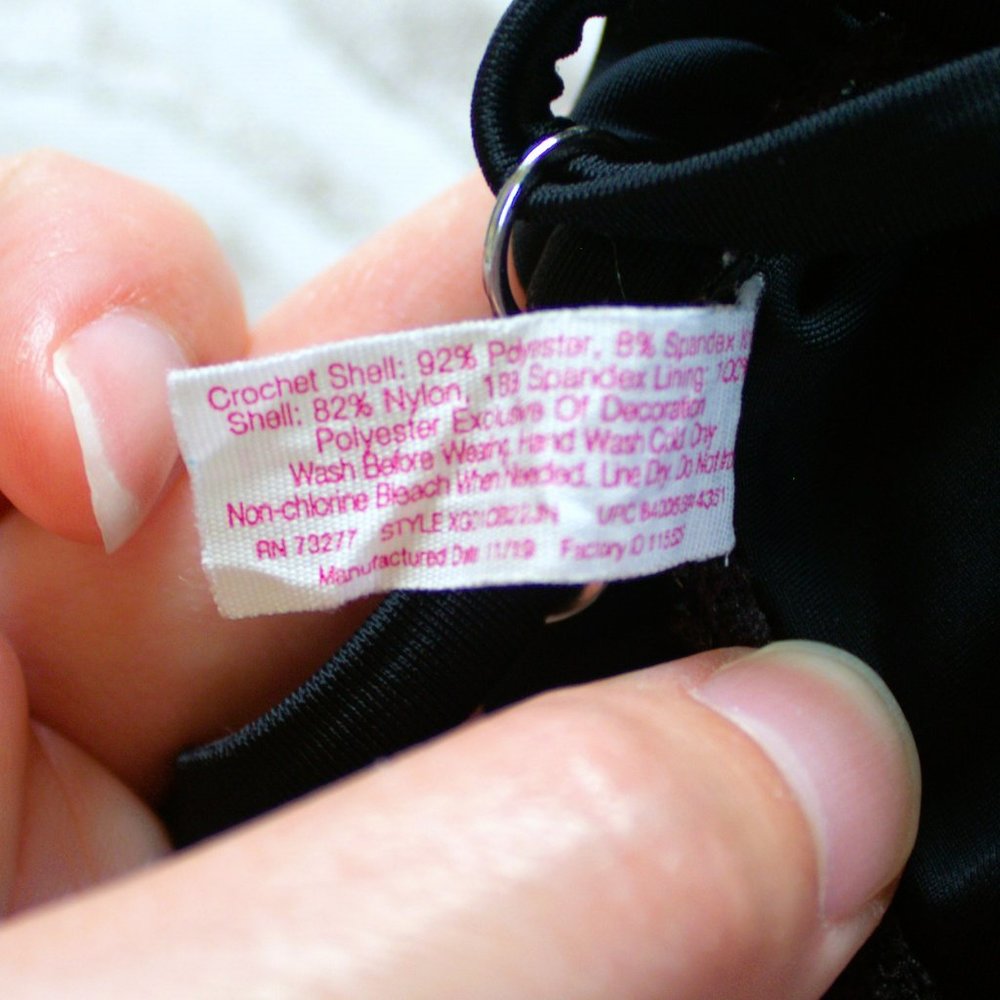 Crochet Shell: 92% Polyester, 8% Spandex
Shell: 82% Nylon, Spandex Lining: 100%
Polyester Exclusive Of Decoration
Wash Before Wearing Hand Wash Cold Only
Non-chlorine Bleach When Needed. Line Dry. Do Not
RN 73277 STYLE UPC
Manufactured Date 11/19 Factory ID